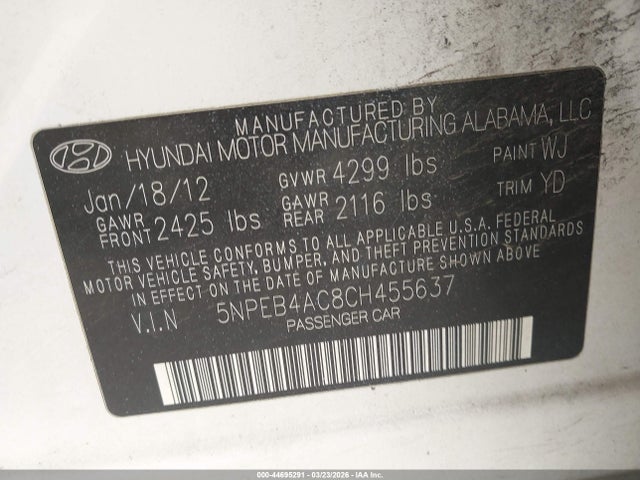 MANUFACTURED BY
HYUNDAI MOTOR MANUFACTURING ALABAMA, LLC
Jan/18/12 GVWR 4299 lbs PAINT WJ
GAWR FRONT 2425 lbs GAWR REAR 2116 lbs TRIM YD
THIS VEHICLE CONFORMS TO ALL APPLICABLE U.S.A. FEDERAL
MOTOR VEHICLE SAFETY, BUMPER, AND THEFT PREVENTION STANDARDS
IN EFFECT ON THE DATE OF MANUFACTURE SHOWN ABOVE
V.I.N 5NPEB4AC8CH455637
PASSENGER CAR
000-44695291 - 03/23/2026 - IAA Inc.